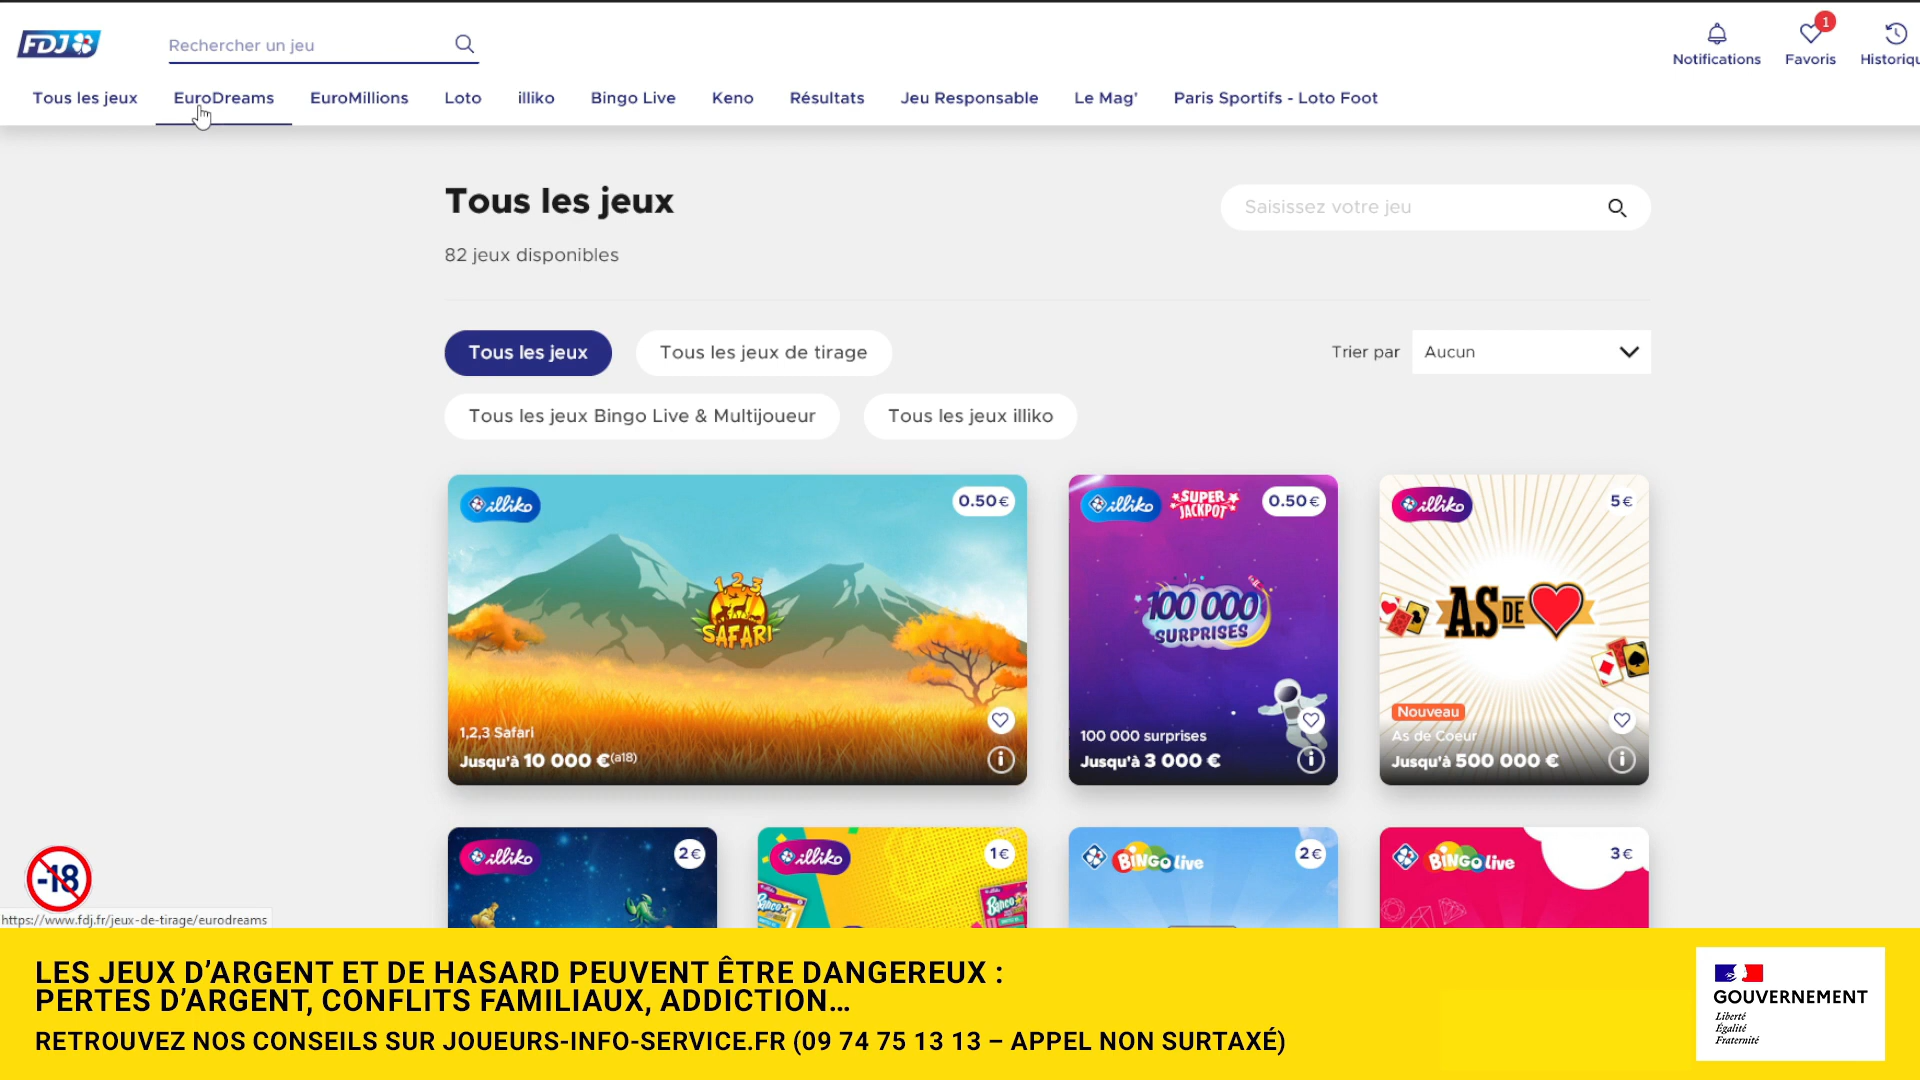 FDJ
Rechercher un jeu
1
Notifications
Favoris
Historiqu
Tous les jeux
EuroDreams
EuroMillions
Loto
illiko
Bingo Live
Keno
Résultats
Jeu Responsable
Le Mag'
Paris Sportifs - Loto Foot
Tous les jeux
Saisissez votre jeu
82 jeux disponibles
Tous les jeux
Tous les jeux de tirage
Trier par
Aucun
Tous les jeux Bingo Live & Multijoueur
Tous les jeux illiko
illiko
0.50 €
1,2,3
SAFARI
1,2,3 Safari
Jusqu'à 10 000 €(a18)
illiko
SUPER
JACKPOT
0.50 €
100 000
SURPRISES
100 000 surprises
Jusqu'à 3 000 €
illiko
5 €
AS DE
Nouveau
As de Coeur
Jusqu'à 500 000 €
illiko
2 €
illiko
1 €
Banco
Banco
BiNGO live
2 €
BiNGO live
3 €
-18
https://www.fdj.fr/jeux-de-tirage/eurodreams
LES JEUX D'ARGENT ET DE HASARD PEUVENT ÊTRE DANGEREUX :
PERTES D'ARGENT, CONFLITS FAMILIAUX, ADDICTION...
RETROUVEZ NOS CONSEILS SUR JOUEURS-INFO-SERVICE.FR (09 74 75 13 13 – APPEL NON SURTAXÉ)
GOUVERNEMENT
Liberté
Égalité
Fraternité